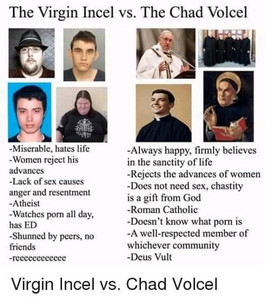 The Virgin Incel vs. The Chad Volcel
-Miserable, hates life
-Women reject his
advances
-Lack of sex causes
anger and resentment
-Atheist
-Watches porn all day,
has ED
-Shunned by peers, no
friends
-reeeeeeeeeeee
-Always happy, firmly believes
in the sanctity of life
-Rejects the advances of women
-Does not need sex, chastity
is a gift from God
-Roman Catholic
-Doesn't know what porn is
-A well-respected member of
whichever community
-Deus Vult
Virgin Incel vs. Chad Volcel